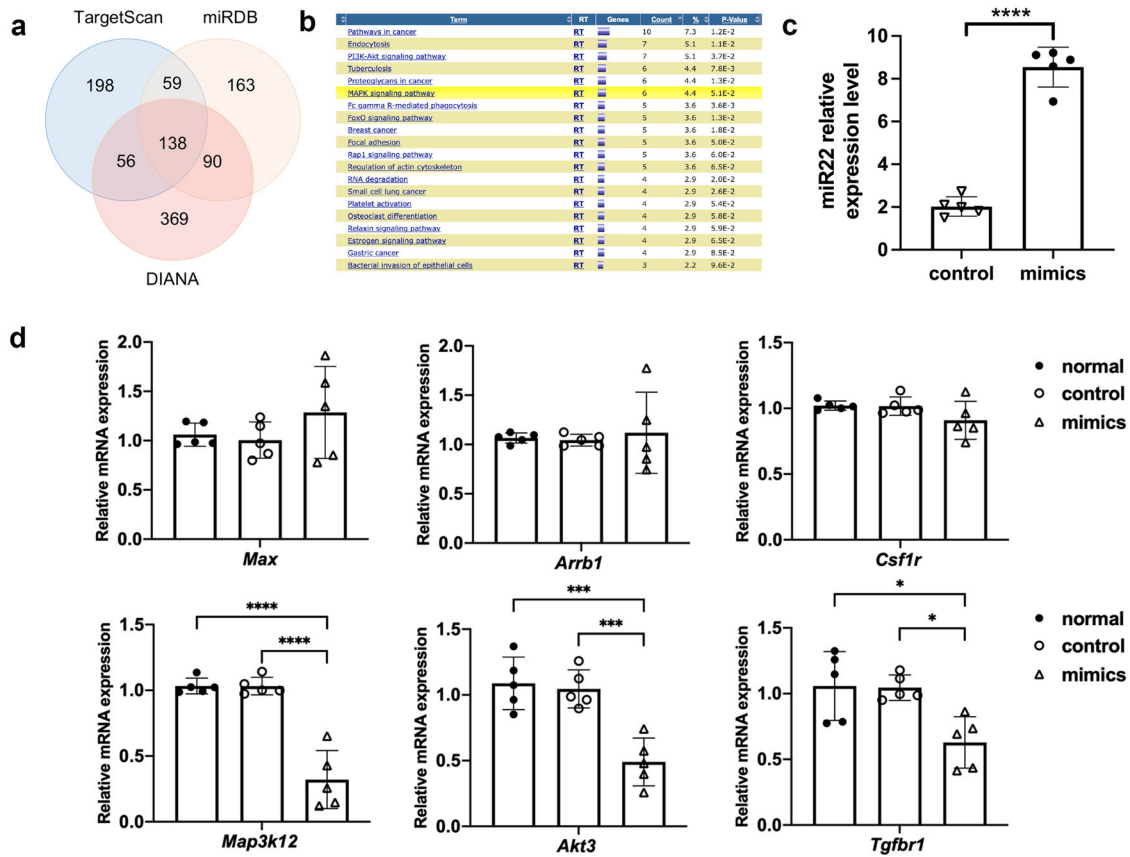 a
TargetScan
miRDB
198
59
163
138
56
90
369
DIANA
b
Term RT Genes Count % P-Value
Pathways in cancer RT 10 7.3 1.2E-2
Endocytosis RT 7 5.1 1.1E-2
PI3K-Akt signaling pathway RT 7 5.1 3.7E-2
Tuberculosis RT 6 4.4 7.8E-3
Proteoglycans in cancer RT 6 4.4 1.3E-2
MAPK signaling pathway RT 6 4.4 5.1E-2
Fc gamma R-mediated phagocytosis RT 5 3.6 3.6E-3
FoxO signaling pathway RT 5 3.6 1.3E-2
Breast cancer RT 5 3.6 1.8E-2
Focal adhesion RT 5 3.6 5.0E-2
Rap1 signaling pathway RT 5 3.6 6.0E-2
Regulation of actin cytoskeleton RT 5 3.6 6.5E-2
RNA degradation RT 4 2.9 2.0E-2
Small cell lung cancer RT 4 2.9 2.6E-2
Platelet activation RT 4 2.9 5.4E-2
Osteoclast differentiation RT 4 2.9 5.8E-2
Relaxin signaling pathway RT 4 2.9 5.9E-2
Estrogen signaling pathway RT 4 2.9 6.5E-2
Gastric cancer RT 4 2.9 8.5E-2
Bacterial invasion of epithelial cells RT 3 2.2 9.6E-2
c
miR22 relative
expression level
10
8
6
4
2
0
****
control
mimics
d
Relative mRNA expression
2.0
1.5
1.0
0.5
0.0
Max
Relative mRNA expression
2.0
1.5
1.0
0.5
0.0
Arrb1
Relative mRNA expression
1.5
1.0
0.5
0.0
Csf1r
normal
control
mimics
Relative mRNA expression
1.5
1.0
0.5
0.0
****
****
Map3k12
Relative mRNA expression
1.5
1.0
0.5
0.0
***
***
Akt3
Relative mRNA expression
1.5
1.0
0.5
0.0
*
*
Tgfbr1
normal
control
mimics